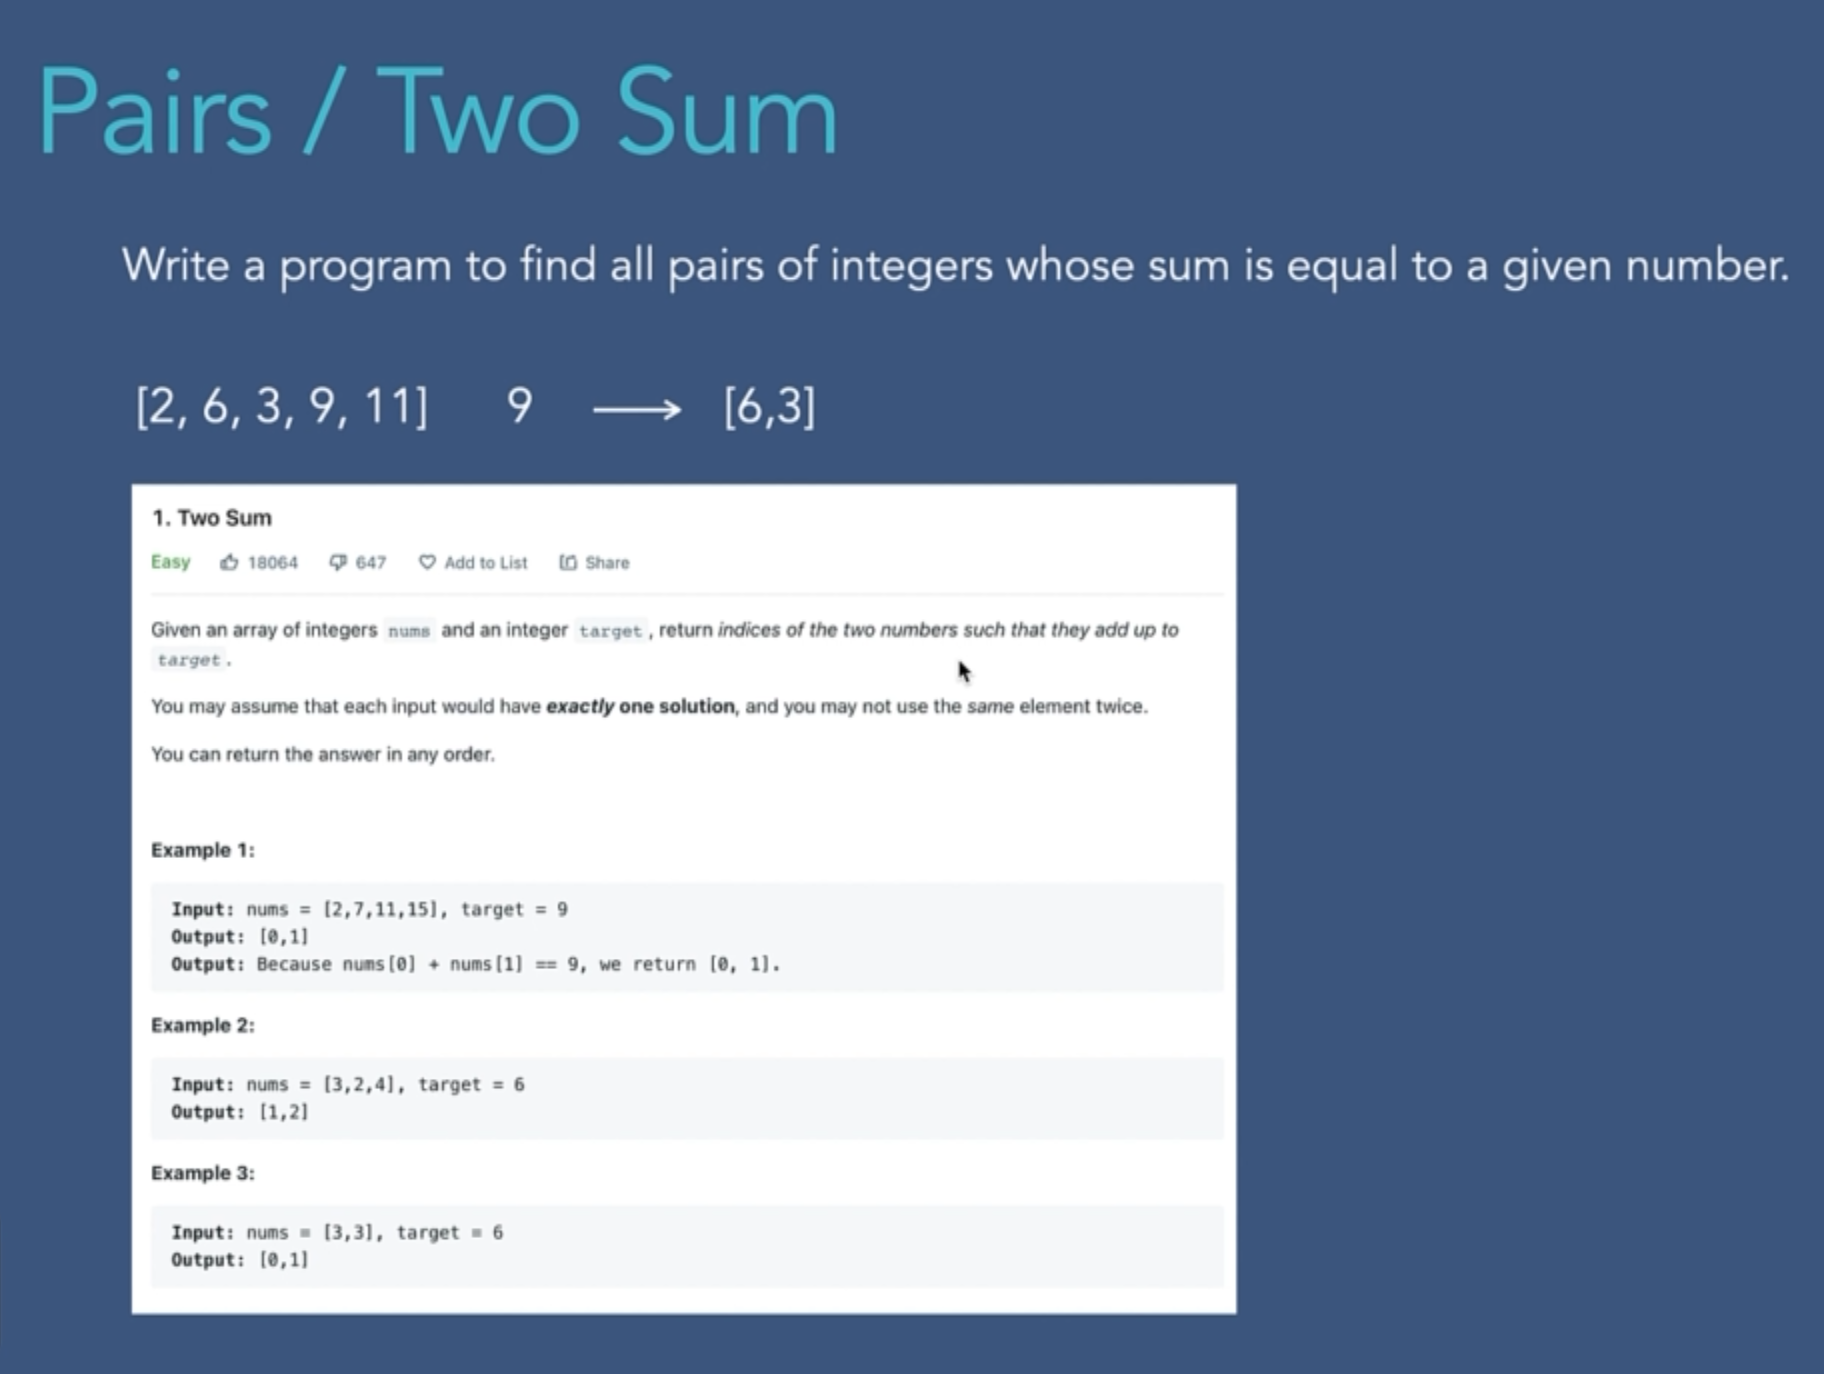 Pairs / Two Sum
Write a program to find all pairs of integers whose sum is equal to a given number.
[2, 6, 3, 9, 11] 9 ⟶ [6,3]
1. Two Sum
Easy 18064 647 Add to List Share
Given an array of integers nums and an integer target, return indices of the two numbers such that they add up to
target.
You may assume that each input would have exactly one solution, and you may not use the same element twice.
You can return the answer in any order.
Example 1:
Input: nums = [2,7,11,15], target = 9
Output: [0,1]
Output: Because nums[0] + nums[1] == 9, we return [0, 1].
Example 2:
Input: nums = [3,2,4], target = 6
Output: [1,2]
Example 3:
Input: nums = [3,3], target = 6
Output: [0,1]